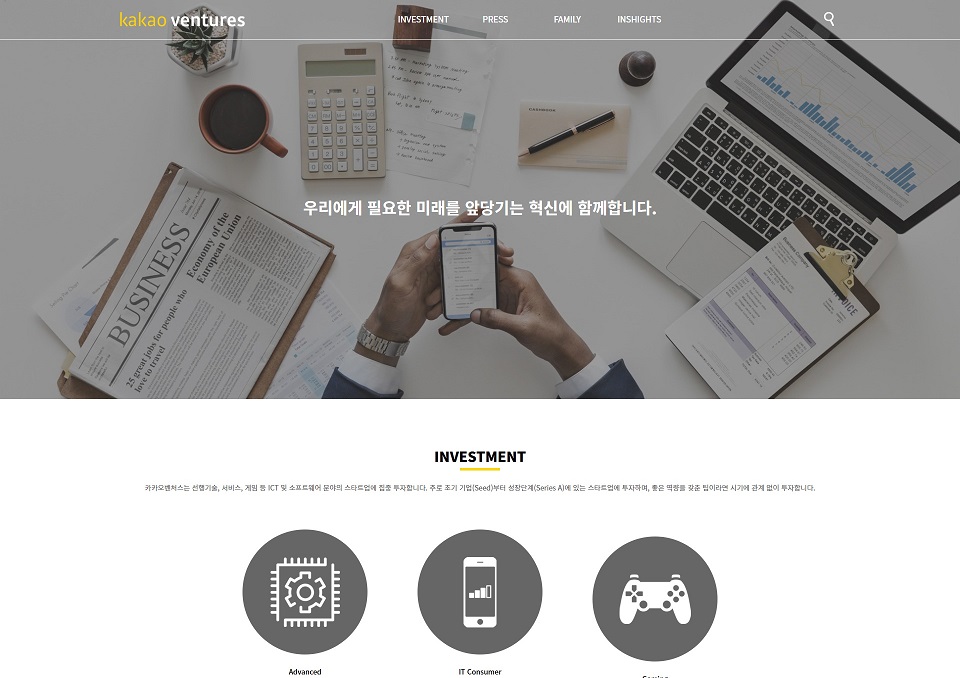 kakao ventures
INVESTMENT
PRESS
FAMILY
INSHIGHTS
우리에게 필요한 미래를 앞당기는 혁신에 함께합니다.
BUSINESS
Economy of the
European Union
25 great jobs for people who
love to travel
INVOICE
INVESTMENT
카카오벤처스는 선행기술, 서비스, 게임 등 ICT 및 소프트웨어 분야의 스타트업에 집중 투자합니다. 주로 초기 기업(Seed)부터 성장단계(Series A)에 있는 스타트업에 투자하며, 좋은 역량을 갖춘 팀이라면 시기에 관계 없이 투자합니다.
Advanced
IT Consumer
Gaming